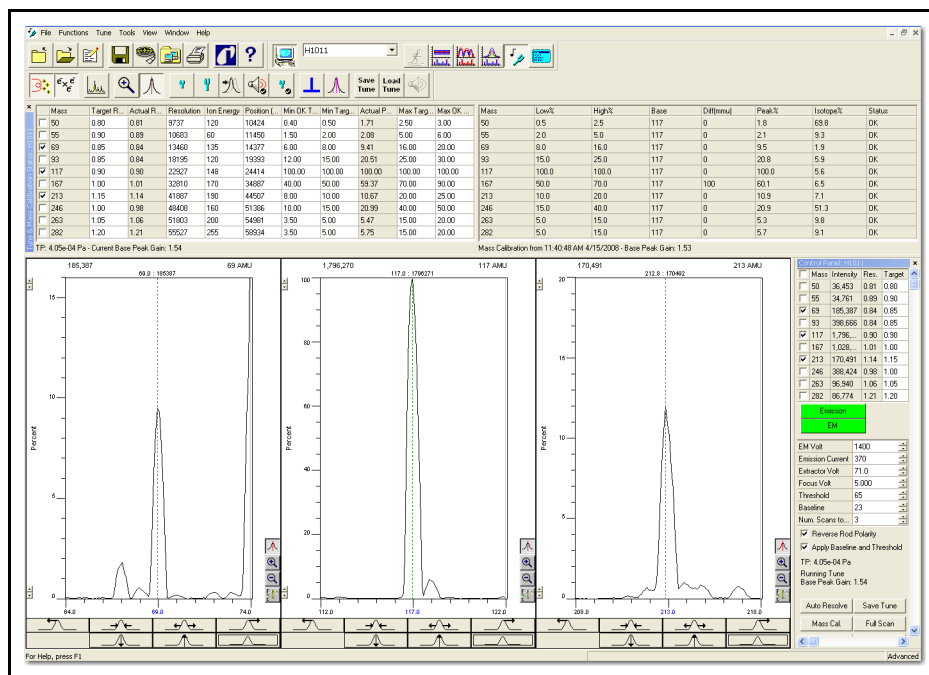 File Functions Tune Tools View Window Help
H1011
Save Tune Load Tune
Mass Target R... Actual R... Resolution Ion Energy Position (... Min OK T... Min Targ... Actual P... Max Targ... Max OK ...
50 0.80 0.81 9737 120 10424 0.40 0.50 1.71 2.50 3.00
55 0.90 0.89 10683 60 11450 1.50 2.00 2.08 5.00 6.00
69 0.85 0.84 13460 135 14377 6.00 8.00 9.41 16.00 20.00
93 0.85 0.84 18195 120 19393 12.00 15.00 20.51 25.00 30.00
117 0.90 0.90 22927 148 24414 100.00 100.00 100.00 100.00 100.00
167 1.00 1.01 32810 170 34887 40.00 50.00 59.37 70.00 90.00
213 1.15 1.14 41887 190 44507 8.00 10.00 10.67 20.00 25.00
246 1.00 0.98 48408 160 51386 10.00 15.00 20.99 40.00 50.00
263 1.05 1.06 51803 200 54981 3.50 5.00 5.47 15.00 20.00
282 1.20 1.21 55527 255 58934 3.50 5.00 5.75 15.00 20.00
Mass Low% High% Base Diff(mmu) Peak% Isotope% Status
50 0.5 2.5 117 0 1.8 69.8 OK
55 2.0 5.0 117 0 2.1 9.3 OK
69 8.0 16.0 117 0 9.5 1.9 OK
93 15.0 25.0 117 0 20.8 5.9 OK
117 100.0 100.0 117 0 100.0 5.6 OK
167 50.0 70.0 117 100 60.1 6.5 OK
213 10.0 20.0 117 0 10.9 7.1 OK
246 15.0 40.0 117 0 20.9 51.3 OK
263 5.0 15.0 117 0 5.3 9.8 OK
282 5.0 15.0 117 0 5.7 9.1 OK
TP: 4.05e-04 Pa - Current Base Peak Gain: 1.54
Mass Calibration from 11:40:48 AM 4/15/2008 - Base Peak Gain: 1.53
185,387 69 AMU
69.0 : 185387
15
10
5
0
Percent
64.0 69.0 74.0
1,796,270 117 AMU
117.0 : 1796271
100
80
60
40
20
0
Percent
112.0 117.0 122.0
170,491 213 AMU
212.8 : 170492
20
15
10
5
0
Percent
208.0 213.0 218.0
Control Panel: H1011
Mass Intensity Res. Target
50 36,453 0.81 0.80
55 34,761 0.89 0.90
69 185,387 0.84 0.85
93 398,666 0.84 0.85
117 1,796,... 0.90 0.90
167 1,028,... 1.01 1.00
213 170,491 1.14 1.15
246 388,424 0.98 1.00
263 96,940 1.06 1.05
282 86,774 1.21 1.20
Emission
EM
EM Volt 1400
Emission Current 370
Extractor Volt 71.0
Focus Volt 5.000
Threshold 65
Baseline 23
Num. Scans to... 3
Reverse Rod Polarity
Apply Baseline and Threshold
TP: 4.05e-04 Pa
Running Tune
Base Peak Gain: 1.54
Auto Resolve Save Tune
Mass Cal. Full Scan
For Help, press F1
Advanced